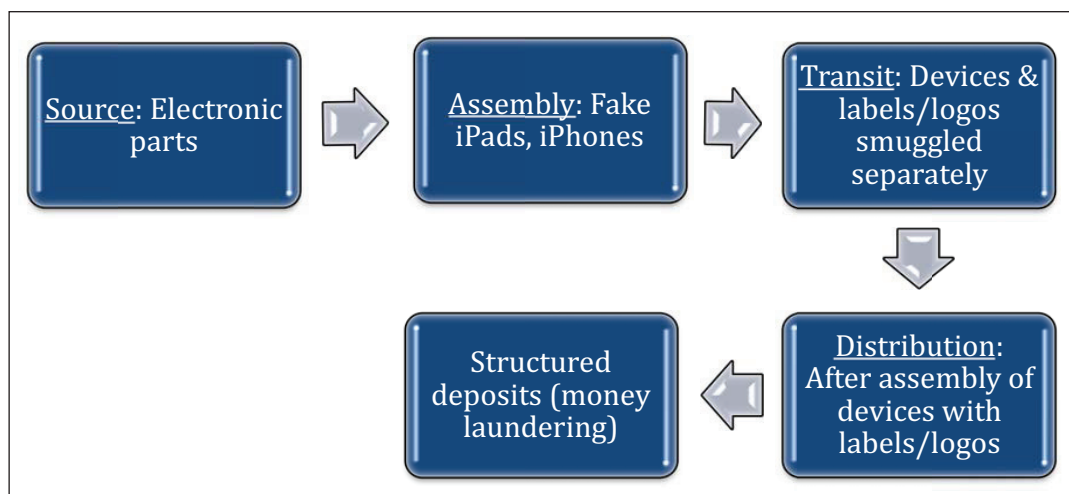 Source: Electronic
parts
Assembly: Fake
iPads, iPhones
Transit: Devices &
labels/logos
smuggled
separately
Distribution:
After assembly of
devices with
labels/logos
Structured
deposits (money
laundering)